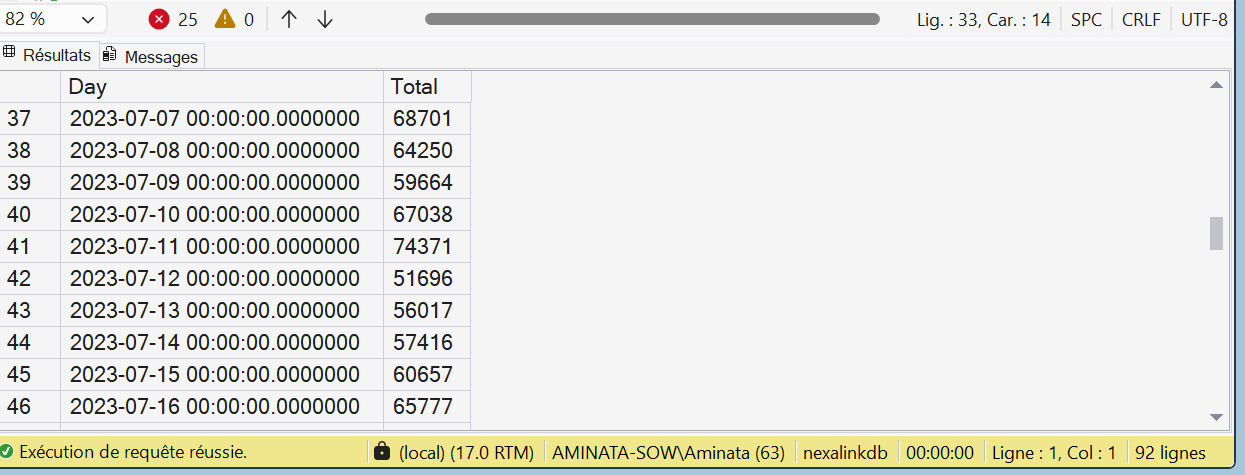 82 % 25 0 Lig. : 33, Car. : 14 SPC CRLF UTF-8
Résultats Messages
Day Total
37 2023-07-07 00:00:00.0000000 68701
38 2023-07-08 00:00:00.0000000 64250
39 2023-07-09 00:00:00.0000000 59664
40 2023-07-10 00:00:00.0000000 67038
41 2023-07-11 00:00:00.0000000 74371
42 2023-07-12 00:00:00.0000000 51696
43 2023-07-13 00:00:00.0000000 56017
44 2023-07-14 00:00:00.0000000 57416
45 2023-07-15 00:00:00.0000000 60657
46 2023-07-16 00:00:00.0000000 65777
Exécution de requête réussie. (local) (17.0 RTM) AMINATA-SOW\Aminata (63) nexalinkdb 00:00:00 Ligne : 1, Col : 1 92 lignes